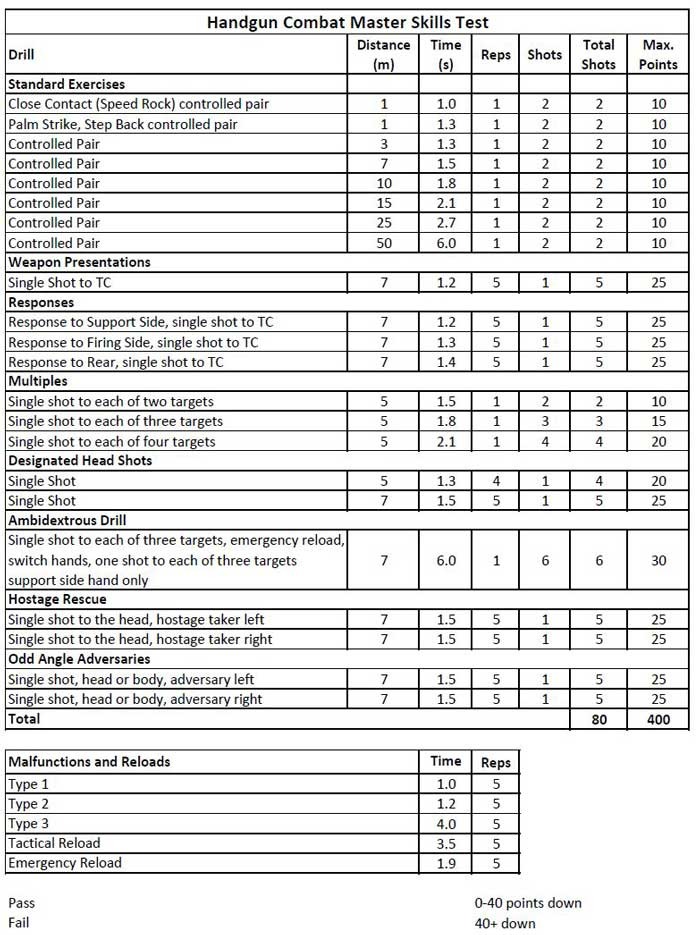 Handgun Combat Master Skills Test
Drill Distance (m) Time (s) Reps Shots Total Shots Max. Points
Standard Exercises
Close Contact (Speed Rock) controlled pair 1 1.0 1 2 2 10
Palm Strike, Step Back controlled pair 1 1.3 1 2 2 10
Controlled Pair 3 1.3 1 2 2 10
Controlled Pair 7 1.5 1 2 2 10
Controlled Pair 10 1.8 1 2 2 10
Controlled Pair 15 2.1 1 2 2 10
Controlled Pair 25 2.7 1 2 2 10
Controlled Pair 50 6.0 1 2 2 10
Weapon Presentations
Single Shot to TC 7 1.2 5 1 5 25
Responses
Response to Support Side, single shot to TC 7 1.2 5 1 5 25
Response to Firing Side, single shot to TC 7 1.3 5 1 5 25
Response to Rear, single shot to TC 7 1.4 5 1 5 25
Multiples
Single shot to each of two targets 5 1.5 1 2 2 10
Single shot to each of three targets 5 1.8 1 3 3 15
Single shot to each of four targets 5 2.1 1 4 4 20
Designated Head Shots
Single Shot 5 1.3 4 1 4 20
Single Shot 7 1.5 5 1 5 25
Ambidextrous Drill
Single shot to each of three targets, emergency reload,
switch hands, one shot to each of three targets 7 6.0 1 6 6 30
support side hand only
Hostage Rescue
Single shot to the head, hostage taker left 7 1.5 5 1 5 25
Single shot to the head, hostage taker right 7 1.5 5 1 5 25
Odd Angle Adversaries
Single shot, head or body, adversary left 7 1.5 5 1 5 25
Single shot, head or body, adversary right 7 1.5 5 1 5 25
Total 80 400
Malfunctions and Reloads Time Reps
Type 1 1.0 5
Type 2 1.2 5
Type 3 4.0 5
Tactical Reload 3.5 5
Emergency Reload 1.9 5
Pass 0-40 points down
Fail 40+ down